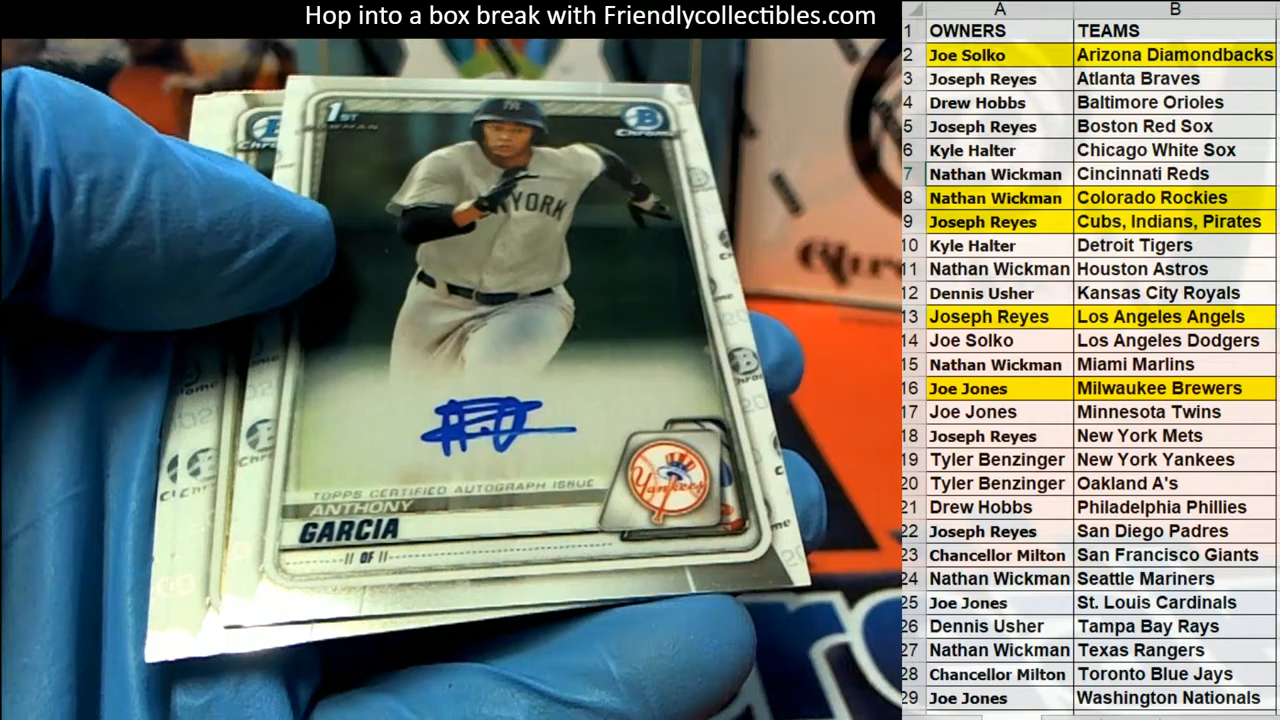 Hop into a box break with Friendlycollectibles.com
1ST
Chrome
YORK
TOPPS CERTIFIED AUTOGRAPH ISSUE
ANTHONY
GARCIA
Yankees
OF
A B
1 OWNERS TEAMS
2 Joe Solko Arizona Diamondbacks
3 Joseph Reyes Atlanta Braves
4 Drew Hobbs Baltimore Orioles
5 Joseph Reyes Boston Red Sox
6 Kyle Halter Chicago White Sox
7 Nathan Wickman Cincinnati Reds
8 Nathan Wickman Colorado Rockies
9 Joseph Reyes Cubs, Indians, Pirates
10 Kyle Halter Detroit Tigers
11 Nathan Wickman Houston Astros
12 Dennis Usher Kansas City Royals
13 Joseph Reyes Los Angeles Angels
14 Joe Solko Los Angeles Dodgers
15 Nathan Wickman Miami Marlins
16 Joe Jones Milwaukee Brewers
17 Joe Jones Minnesota Twins
18 Joseph Reyes New York Mets
19 Tyler Benzinger New York Yankees
20 Tyler Benzinger Oakland A's
21 Drew Hobbs Philadelphia Phillies
22 Joseph Reyes San Diego Padres
23 Chancellor Milton San Francisco Giants
24 Nathan Wickman Seattle Mariners
25 Joe Jones St. Louis Cardinals
26 Dennis Usher Tampa Bay Rays
27 Nathan Wickman Texas Rangers
28 Chancellor Milton Toronto Blue Jays
29 Joe Jones Washington Nationals